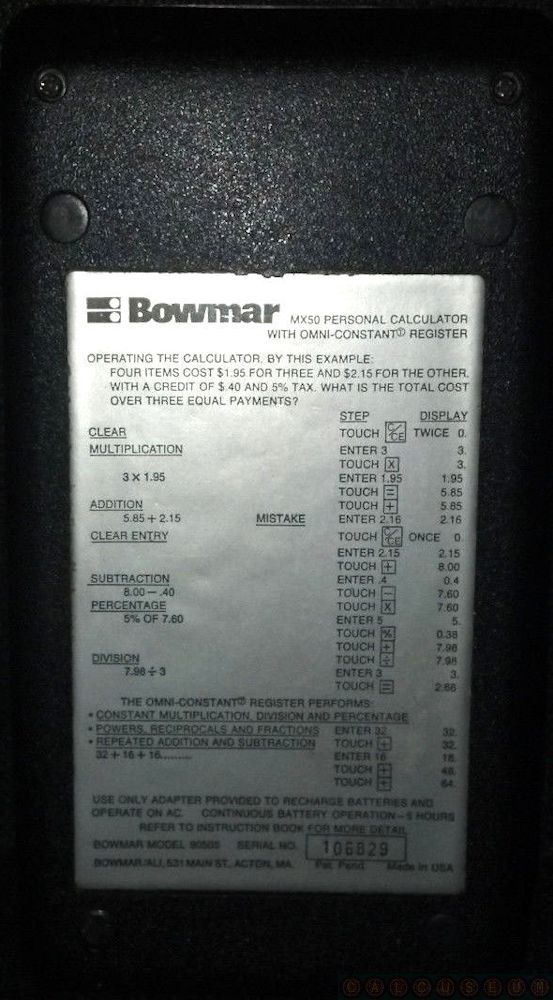 Bowmar MX50 PERSONAL CALCULATOR
WITH OMNI-CONSTANT REGISTER
OPERATING THE CALCULATOR. BY THIS EXAMPLE:
FOUR ITEMS COST $1.95 FOR THREE AND $2.15 FOR THE OTHER,
WITH A CREDIT OF $.40 AND 5% TAX. WHAT IS THE TOTAL COST
OVER THREE EQUAL PAYMENTS?
STEP DISPLAY
CLEAR TOUCH C/CE TWICE 0.
MULTIPLICATION ENTER 3 3.
TOUCH X 3.
3 X 1.95 ENTER 1.95 1.95
TOUCH = 5.85
ADDITION TOUCH + 5.85
5.85 + 2.15 MISTAKE ENTER 2.16 2.16
CLEAR ENTRY TOUCH C/CE ONCE 0.
ENTER 2.15 2.15
TOUCH + 8.00
SUBTRACTION ENTER .4 0.4
8.00 - .40 TOUCH − 7.60
PERCENTAGE TOUCH X 7.60
5% OF 7.60 ENTER 5 5.
TOUCH % 0.38
TOUCH + 7.98
DIVISION TOUCH ÷ 7.98
7.98 ÷ 3 ENTER 3 3.
TOUCH = 2.66
THE OMNI-CONSTANT REGISTER PERFORMS:
• CONSTANT MULTIPLICATION, DIVISION AND PERCENTAGE
• POWERS, RECIPROCALS AND FRACTIONS ENTER 32 32.
• REPEATED ADDITION AND SUBTRACTION TOUCH + 32.
32 + 16 + 16......... ENTER 16 16.
TOUCH + 48.
TOUCH + 64.
USE ONLY ADAPTER PROVIDED TO RECHARGE BATTERIES AND
OPERATE ON AC. CONTINUOUS BATTERY OPERATION – 5 HOURS
REFER TO INSTRUCTION BOOK FOR MORE DETAIL
BOWMAR MODEL 90505 SERIAL NO. 106829
BOWMAR/ALI, 531 MAIN ST., ACTON, MA. Pat. Pend. Made in USA
CALCUSEUM